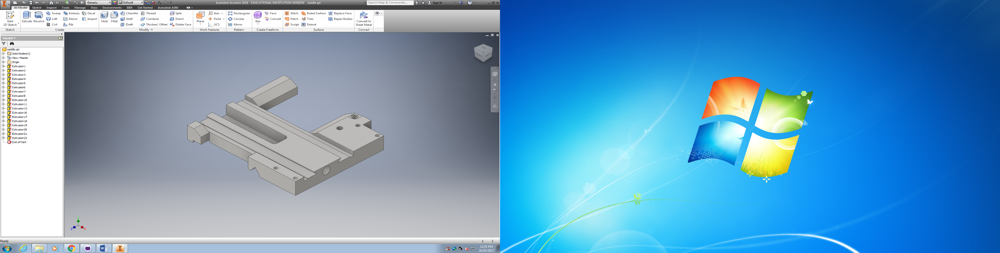 Generic Default Autodesk Inventor 2016 - EDUCATIONAL INSTITUTION VERSION saddle.ipt Search Help & Commands... Sign In
3D Model Sketch Inspect Tools Manage View Environments BIM Get Started Autodesk A360
Start 2D Sketch
Extrude Revolve
Sweep Emboss Decal
Loft Derive Import
Coil Rib
Hole Fillet
Chamfer Thread Split
Shell Combine Direct
Draft Thicken/ Offset Delete Face
Plane
Axis
Point
UCS
Rectangular
Circular
Mirror
Box
Face
Convert
Stitch Ruled Surface Replace Face
Patch Trim Repair Bodies
Sculpt Extend
Convert to
Sheet Metal
Sketch Create Modify Work Features Pattern Create Freeform Surface Convert
Model
saddle.ipt
Solid Bodies(1)
View: Master
Origin
Extrusion1
Extrusion2
Extrusion3
Extrusion4
Extrusion5
Extrusion6
Extrusion7
Extrusion8
Extrusion10
Extrusion11
Extrusion12
Extrusion16
Extrusion17
Extrusion18
Extrusion19
Extrusion20
Extrusion21
Extrusion22
End of Part
TOP
FRONT RIGHT
Y
Z X
Ready 1 1
12:55 PM
21/03/2017